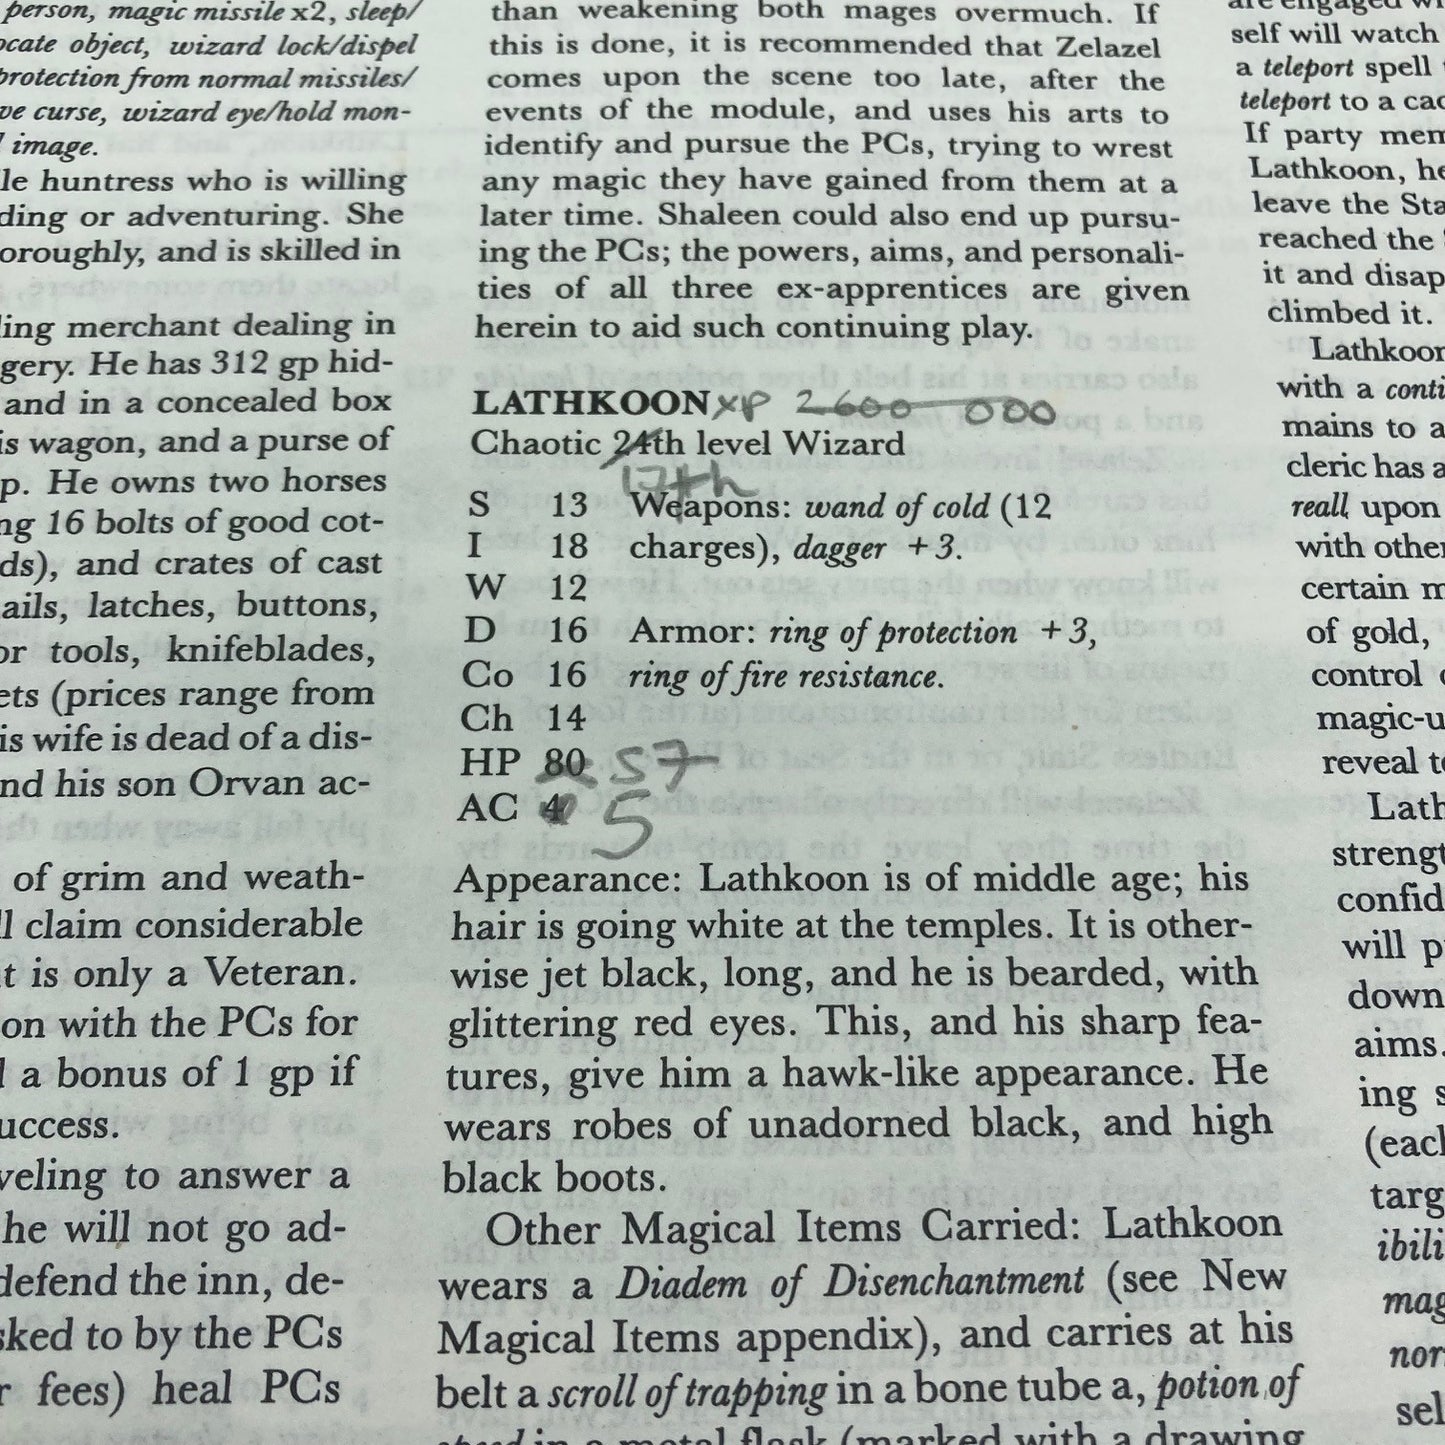 person, magic missile x2, sleep/
ocate object, wizard lock/dispel
protection from normal missiles/
ve curse, wizard eye/hold mon-
image.
le huntress who is willing
ding or adventuring. She
oroughly, and is skilled in
ling merchant dealing in
gery. He has 312 gp hid-
and in a concealed box
is wagon, and a purse of
p. He owns two horses
ng 16 bolts of good cot-
ds), and crates of cast
ails, latches, buttons,
or tools, knifeblades,
ets (prices range from
is wife is dead of a dis-
nd his son Orvan ac-
of grim and weath-
ll claim considerable
t is only a Veteran.
on with the PCs for
l a bonus of 1 gp if
uccess.
veling to answer a
he will not go ad-
defend the inn, de-
sked to by the PCs
r fees) heal PCs
than weakening both mages overmuch. If
this is done, it is recommended that Zelazel
comes upon the scene too late, after the
events of the module, and uses his arts to
identify and pursue the PCs, trying to wrest
any magic they have gained from them at a
later time. Shaleen could also end up pursu-
ing the PCs; the powers, aims, and personali-
ties of all three ex-apprentices are given
herein to aid such continuing play.
LATHKOON XP 2600 000
Chaotic 24th level Wizard
17th
S 13 Weapons: wand of cold (12
I 18 charges), dagger +3.
W 12
D 16 Armor: ring of protection +3,
Co 16 ring of fire resistance.
Ch 14
HP 80 57
AC 4 5
Appearance: Lathkoon is of middle age; his
hair is going white at the temples. It is other-
wise jet black, long, and he is bearded, with
glittering red eyes. This, and his sharp fea-
tures, give him a hawk-like appearance. He
wears robes of unadorned black, and high
black boots.
Other Magical Items Carried: Lathkoon
wears a Diadem of Disenchantment (see New
Magical Items appendix), and carries at his
belt a scroll of trapping in a bone tube a, potion of
speed in a metal flask (marked with a drawing
are engaged w
self will watch
a teleport spell
teleport to a cac
If party mem
Lathkoon, he
leave the Sta
reached the
it and disap
climbed it.
Lathkoon
with a conti
mains to a
cleric has a
reall upon
with other
certain m
of gold,
control
magic-u
reveal to
Lath
strengt
confid
will p
down
aims.
ing s
(each
targ
ibili
mag
nor
sel